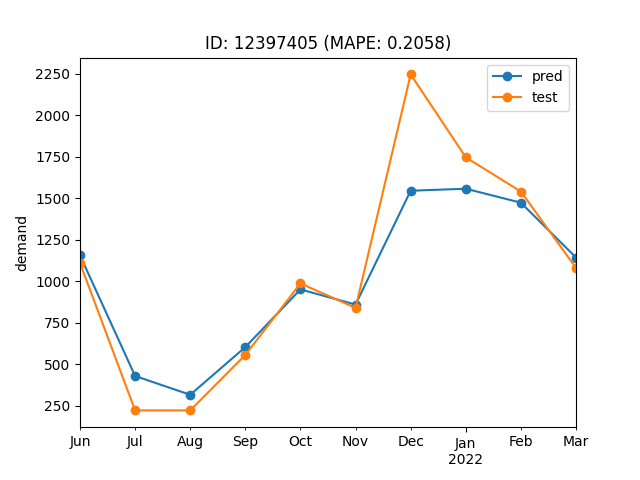 ID: 12397405 (MAPE: 0.2058)
pred
test
demand
2250
2000
1750
1500
1250
1000
750
500
250
Jun Jul Aug Sep Oct Nov Dec Jan Feb Mar
2022